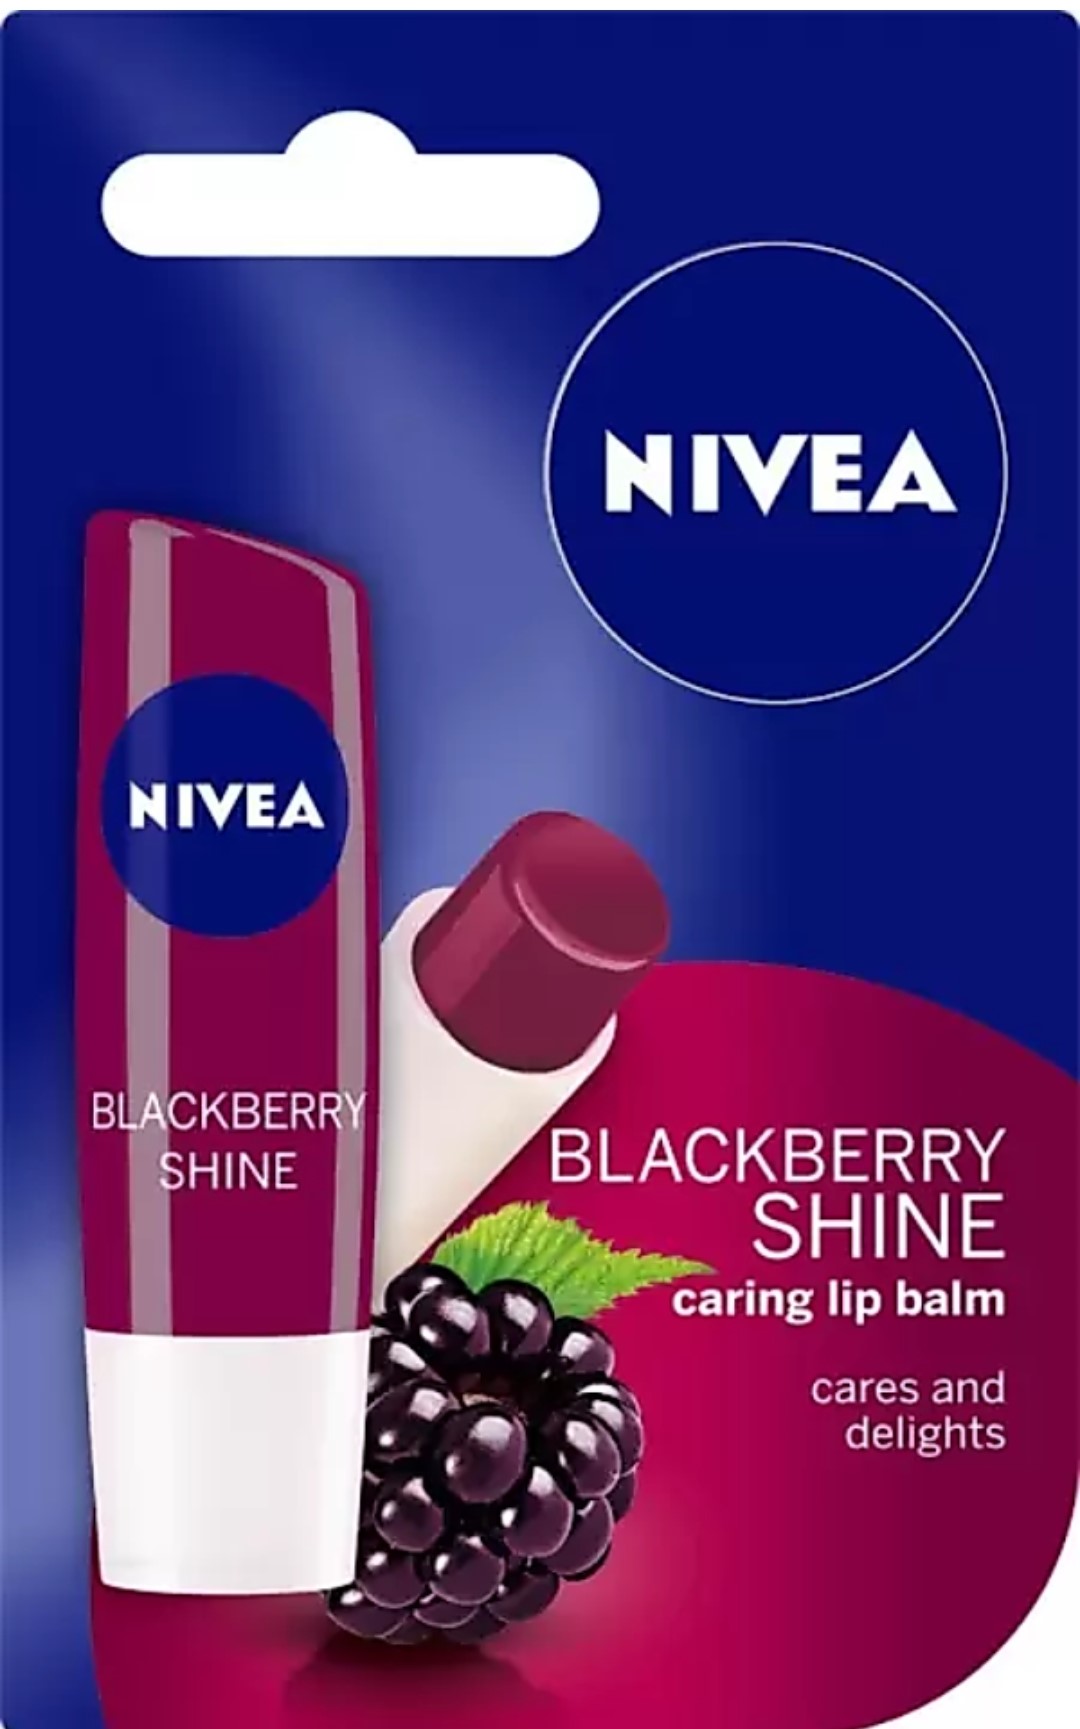 NIVEA
NIVEA
BLACKBERRY
SHINE
BLACKBERRY
SHINE
caring lip balm
cares and
delights